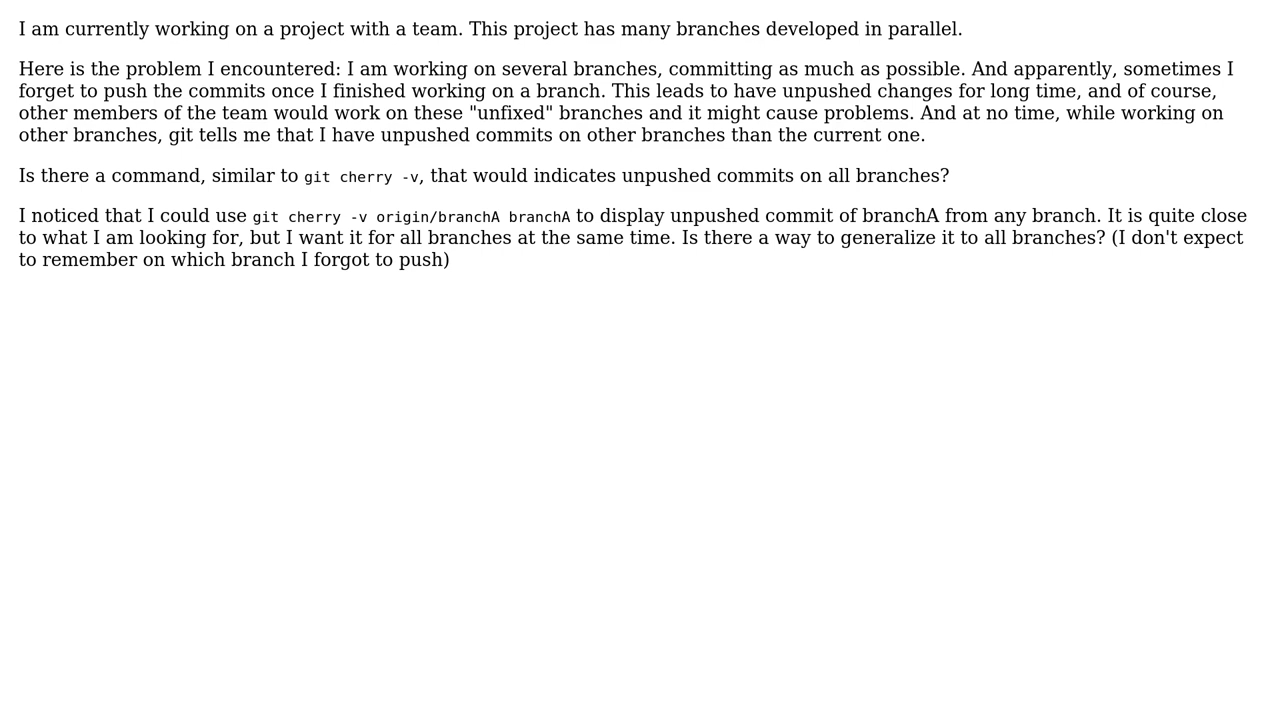 I am currently working on a project with a team. This project has many branches developed in parallel.
Here is the problem I encountered: I am working on several branches, committing as much as possible. And apparently, sometimes I
forget to push the commits once I finished working on a branch. This leads to have unpushed changes for long time, and of course,
other members of the team would work on these "unfixed" branches and it might cause problems. And at no time, while working on
other branches, git tells me that I have unpushed commits on other branches than the current one.
Is there a command, similar to git cherry -v, that would indicates unpushed commits on all branches?
I noticed that I could use git cherry -v origin/branchA branchA to display unpushed commit of branchA from any branch. It is quite close
to what I am looking for, but I want it for all branches at the same time. Is there a way to generalize it to all branches? (I don't expect
to remember on which branch I forgot to push)